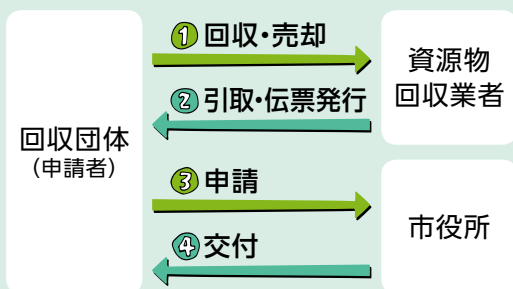 回収団体
（申請者）
① 回収・売却
② 引取・伝票発行
③ 申請
④ 交付
資源物
回収業者
市役所